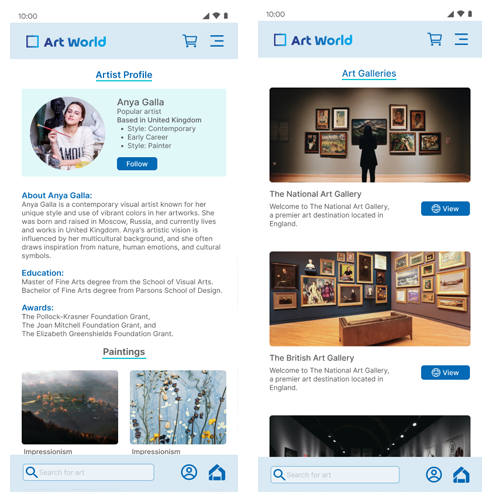 10:00
Art World
Artist Profile
Anya Galla
Popular artist
Based in United Kingdom
• Style: Contemporary
• Early Career
• Style: Painter
Follow
About Anya Galla:
Anya Galla is a contemporary visual artist known for her
unique style and use of vibrant colors in her artworks. She
was born and raised in Moscow, Russia, and currently lives
and works in United Kingdom. Anya's artistic vision is
influenced by her multicultural background, and she often
draws inspiration from nature, human emotions, and cultural
symbols.
Education:
Master of Fine Arts degree from the School of Visual Arts.
Bachelor of Fine Arts degree from Parsons School of Design.
Awards:
The Pollock-Krasner Foundation Grant,
The Joan Mitchell Foundation Grant, and
The Elizabeth Greenshields Foundation Grant.
Paintings
Impressionism
Impressionism
Search for art
10:00
Art World
Art Galleries
The National Art Gallery
Welcome to The National Art Gallery,
a premier art destination located in
England.
View
The British Art Gallery
Welcome to The National Art Gallery,
a premier art destination located in
England.
View
Search for art